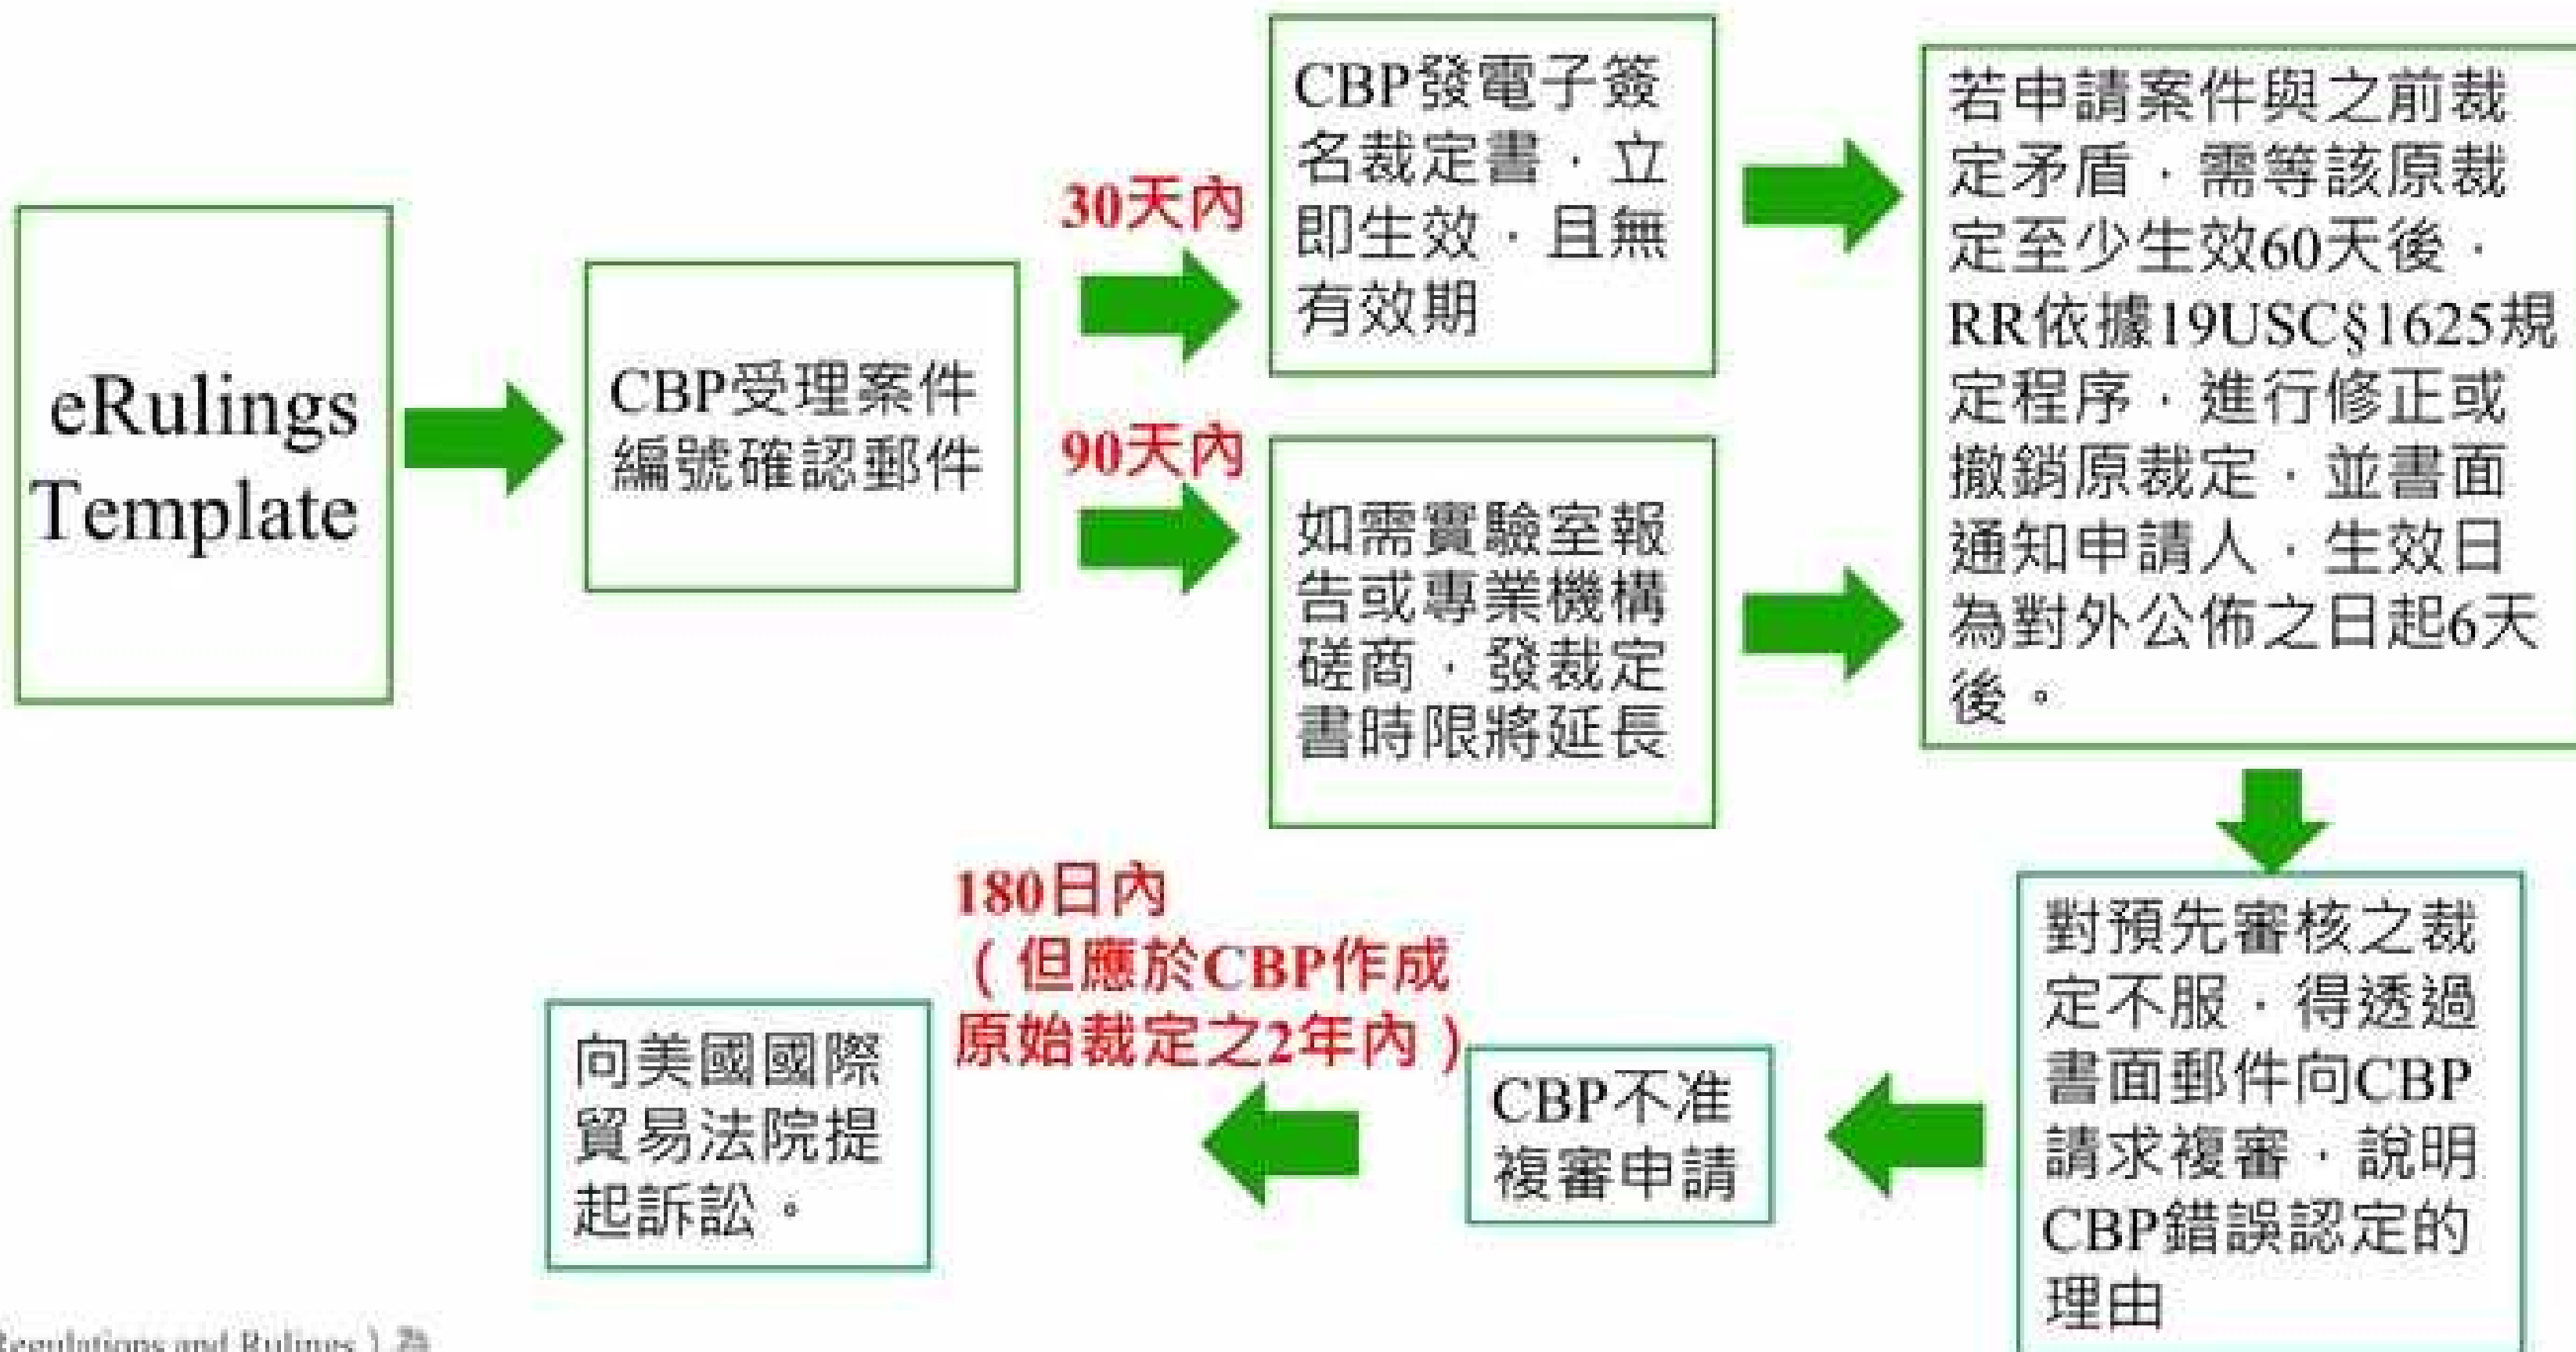 eRulings
Template
CBP受理案件
編號確認郵件
30天內
CBP發電子簽
名裁定書，立
即生效，且無
有效期
90天內
如需實驗室報
告或專業機構
磋商，發裁定
書時限將延長
若申請案件與之前裁
定矛盾，需等該原裁
定至少生效60天後，
RR依據19USC§1625規
定程序，進行修正或
撤銷原裁定，並書面
通知申請人，生效日
為對外公佈之日起6天
後。
對預先審核之裁
定不服，得透過
書面郵件向CBP
請求複審，說明
CBP錯誤認定的
理由
CBP不准
複審申請
180日內
（但應於CBP作成
原始裁定之2年內）
向美國國際
貿易法院提
起訴訟。
Regulations and Rulings）